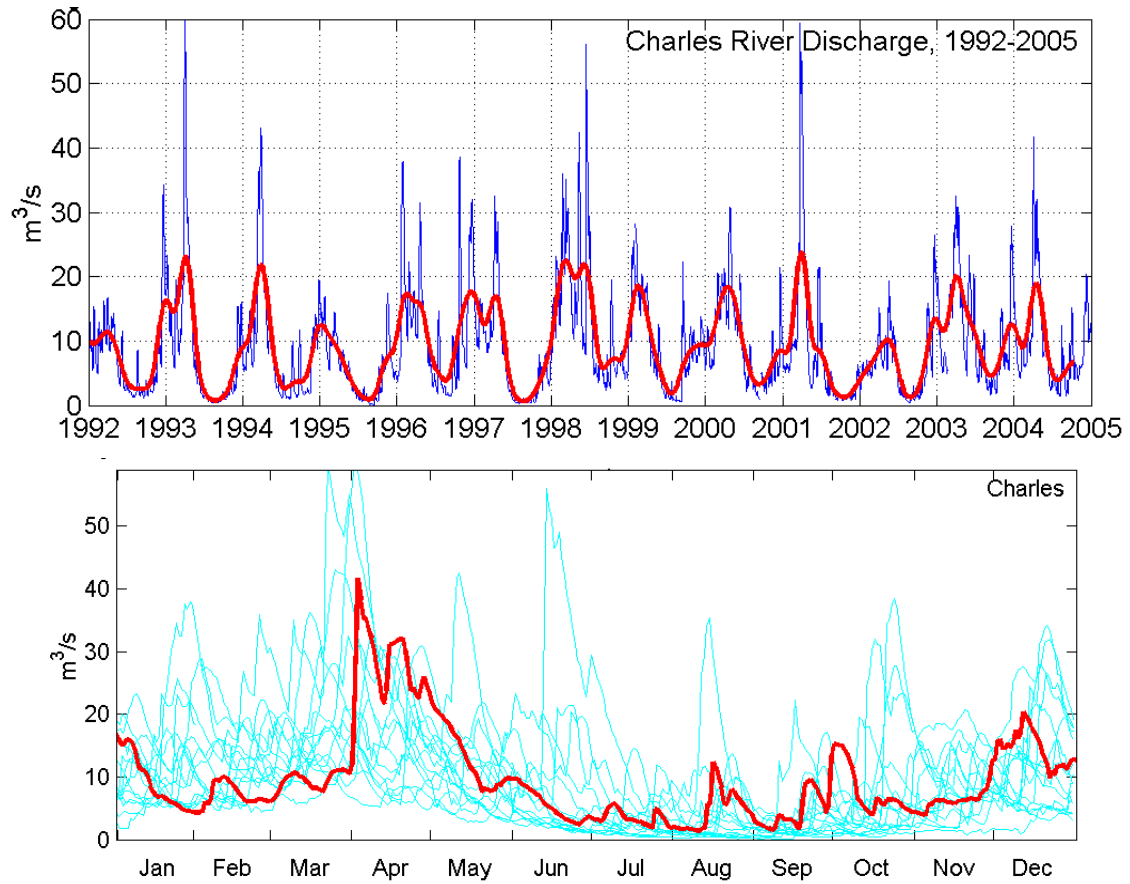 Charles River Discharge, 1992-2005
60
50
40
30
20
10
0
m³/s
1992 1993 1994 1995 1996 1997 1998 1999 2000 2001 2002 2003 2004 2005
Charles
50
40
30
20
10
0
m³/s
Jan Feb Mar Apr May Jun Jul Aug Sep Oct Nov Dec